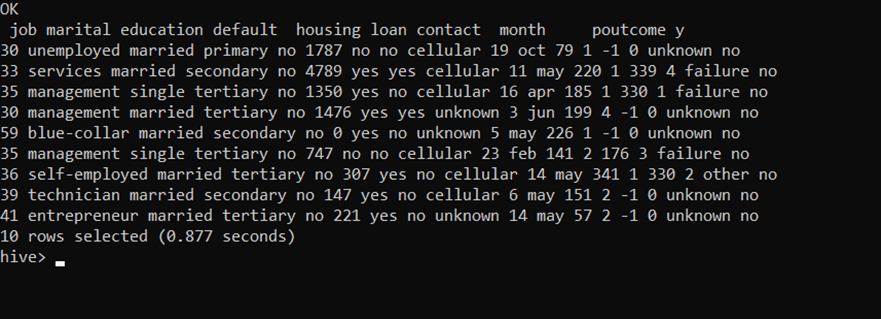 OK
job marital education default housing loan contact month poutcome y
30 unemployed married primary no 1787 no no cellular 19 oct 79 1 -1 0 unknown no
33 services married secondary no 4789 yes yes cellular 11 may 220 1 339 4 failure no
35 management single tertiary no 1350 yes no cellular 16 apr 185 1 330 1 failure no
30 management married tertiary no 1476 yes yes unknown 3 jun 199 4 -1 0 unknown no
59 blue-collar married secondary no 0 yes no unknown 5 may 226 1 -1 0 unknown no
35 management single tertiary no 747 no no cellular 23 feb 141 2 176 3 failure no
36 self-employed married tertiary no 307 yes no cellular 14 may 341 1 330 2 other no
39 technician married secondary no 147 yes no cellular 6 may 151 2 -1 0 unknown no
41 entrepreneur married tertiary no 221 yes no unknown 14 may 57 2 -1 0 unknown no
10 rows selected (0.877 seconds)
hive>